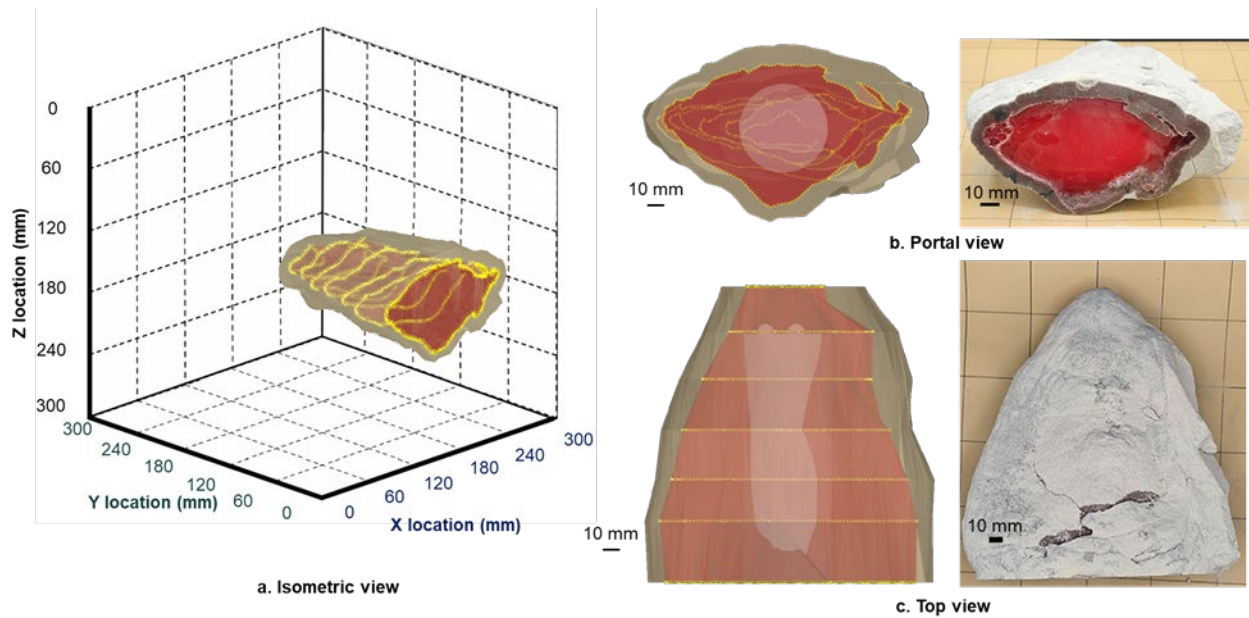 0
60
120
180
240
300
Z location (mm)
300
240
180
120
60
0
Y location (mm)
0
60
120
180
240
300
X location (mm)
a. Isometric view
10 mm
10 mm
b. Portal view
10 mm
10 mm
c. Top view